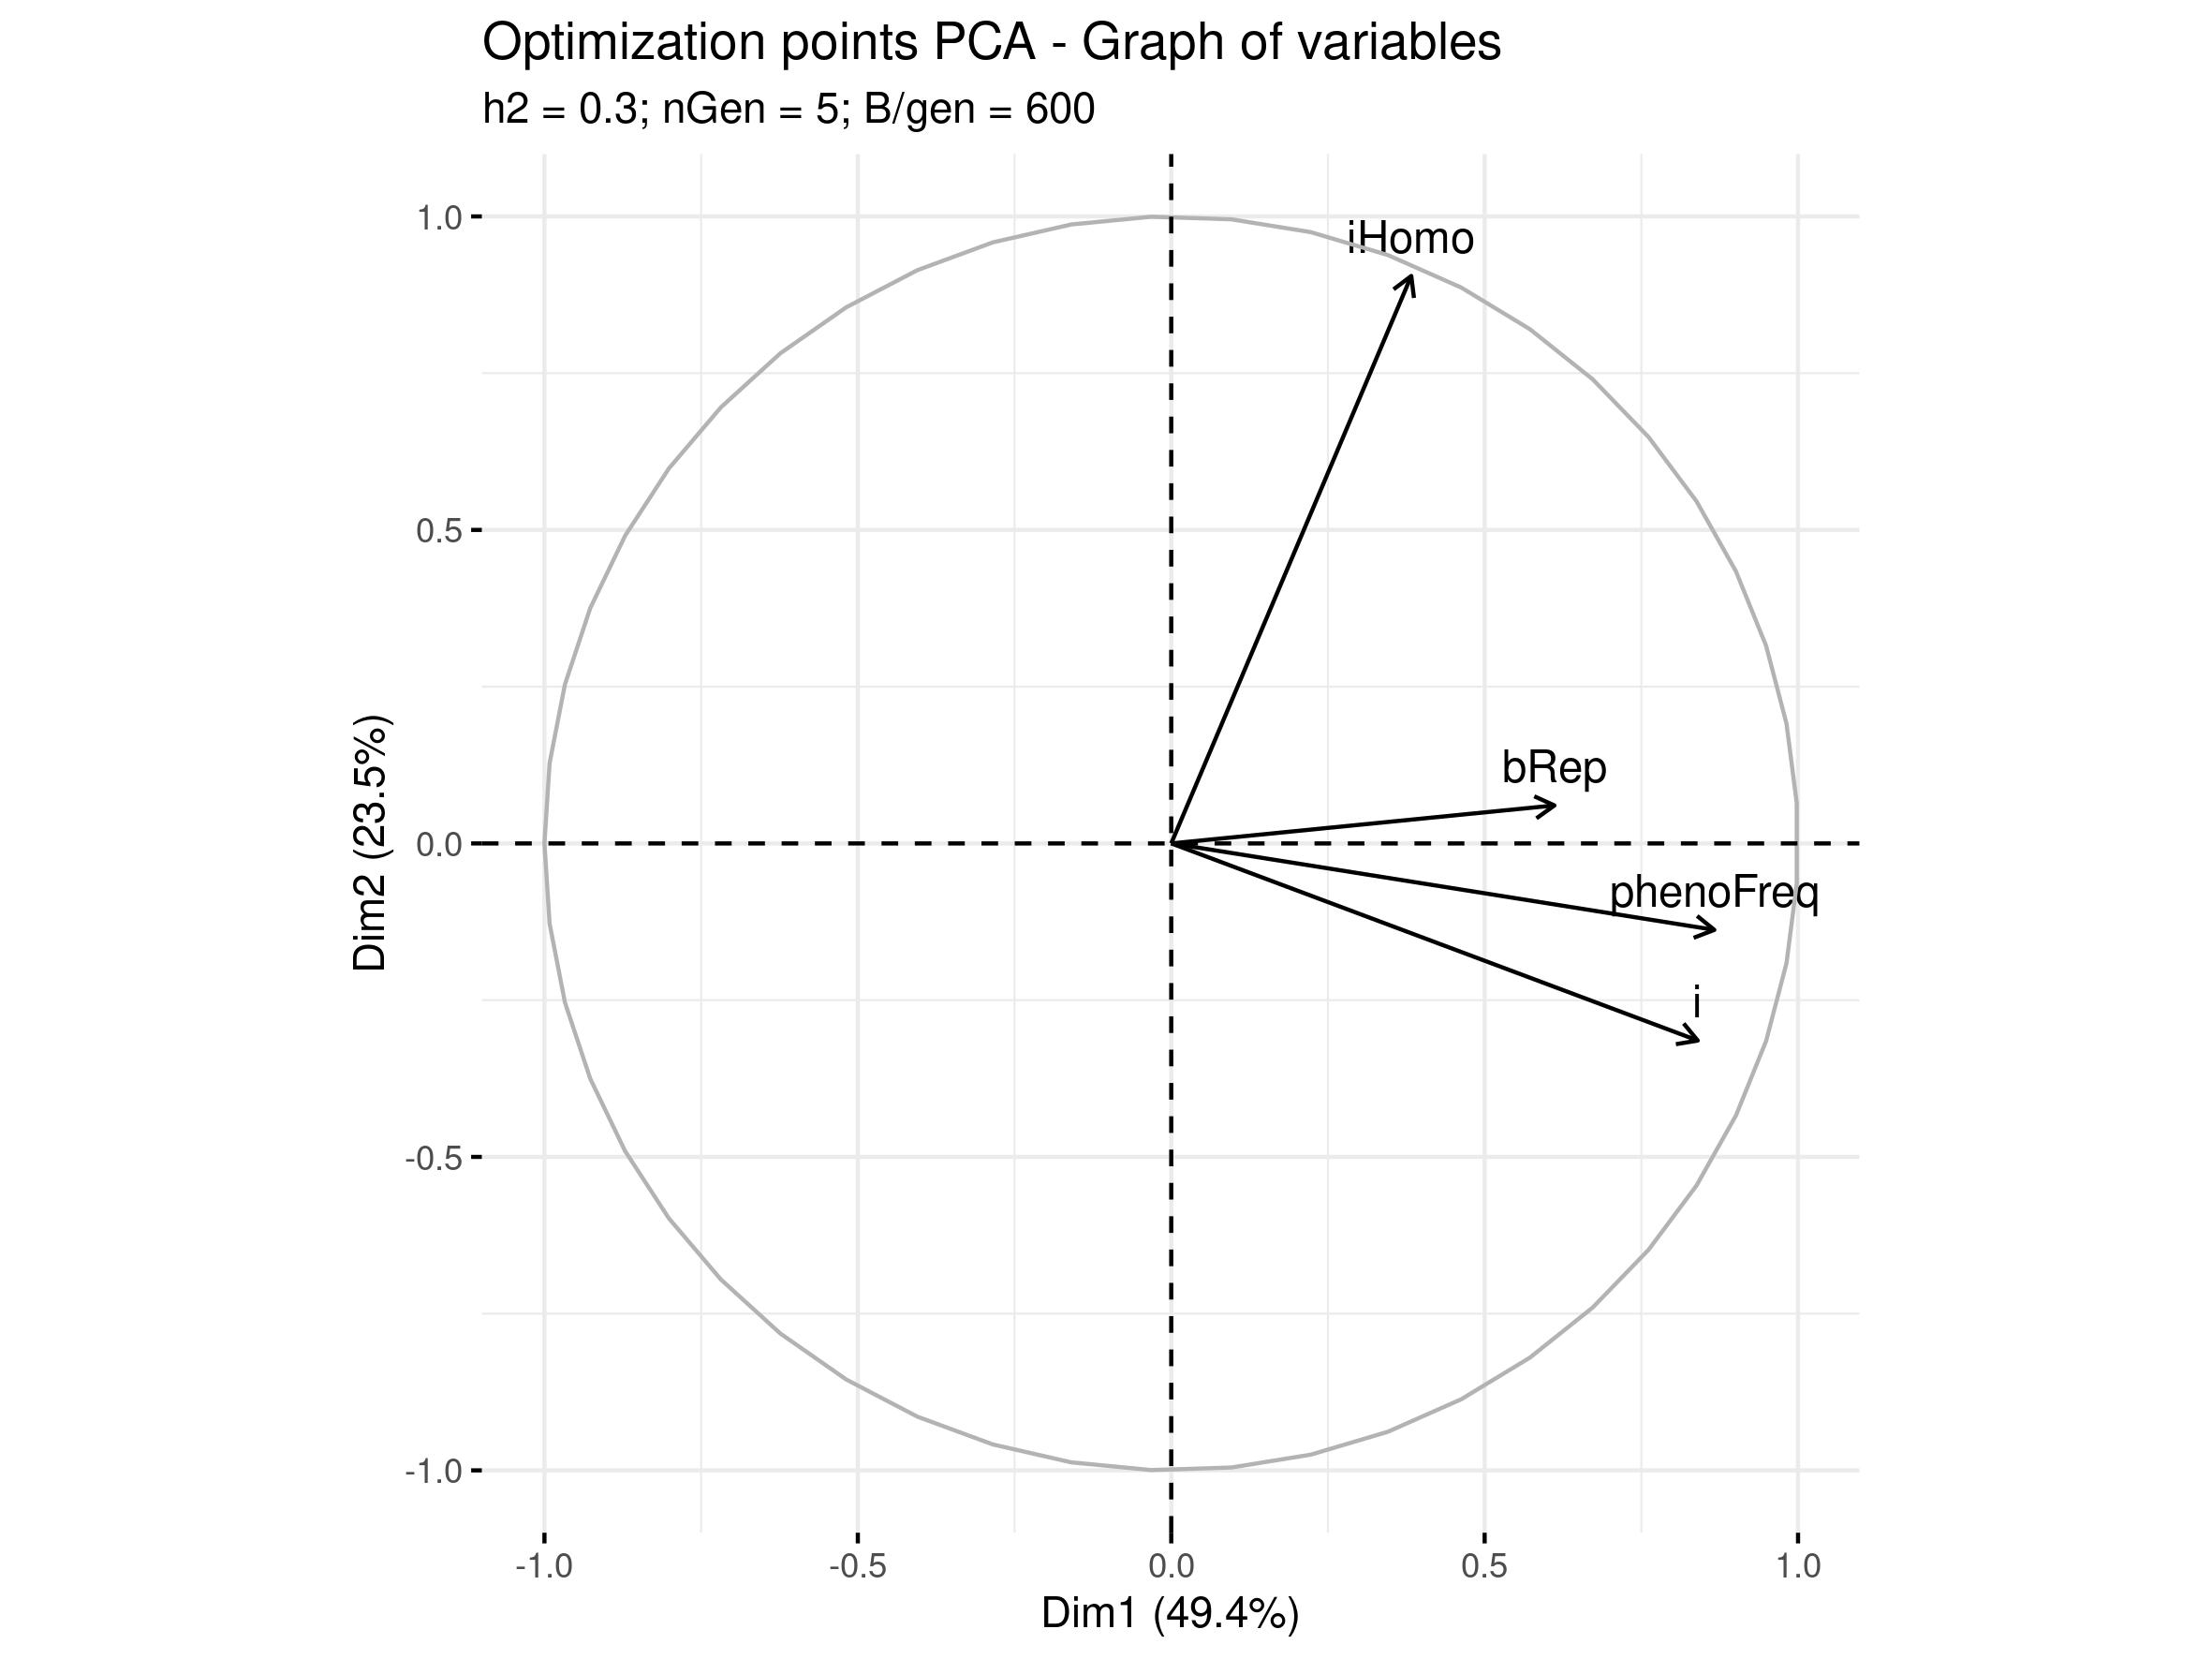 Optimization points PCA - Graph of variables
h2 = 0.3; nGen = 5; B/gen = 600
1.0
iHomo
0.5
bRep
0.0
phenoFreq
i
-0.5
-1.0
Dim2 (23.5%)
-1.0 -0.5 0.0 0.5 1.0
Dim1 (49.4%)